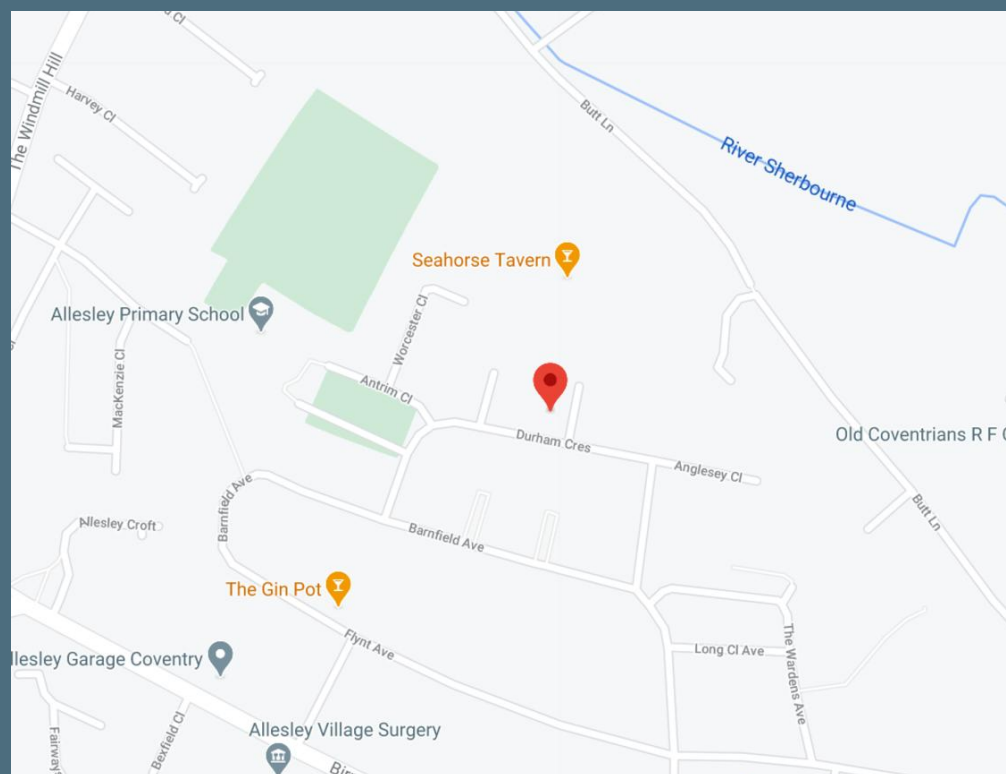 The Windmill Hill
Harvey Cl
Butt Ln
River Sherbourne
Seahorse Tavern
Allesley Primary School
Worcester Cl
MacKenzie Cl
Antrim Cl
Durham Cres
Old Coventrians R F
Anglesey Cl
Barnfield Ave
Butt Ln
Allesley Croft
Barnfield Ave
The Gin Pot
Flynt Ave
Long Cl Ave
The Wardens Ave
llesley Garage Coventry
Bexfield Cl
Allesley Village Surgery
Fairway
Bir